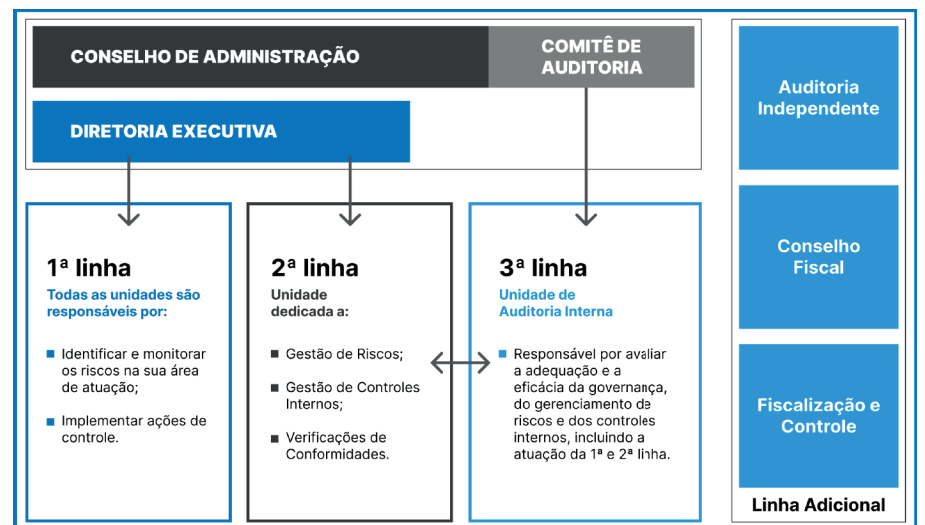 CONSELHO DE ADMINISTRAÇÃO
COMITÊ DE
AUDITORIA
DIRETORIA EXECUTIVA
1ª linha
Todas as unidades são
responsáveis por:
Identificar e monitorar
os riscos na sua área
de atuação;
Implementar ações de
controle.
2ª linha
Unidade
dedicada a:
Gestão de Riscos;
Gestão de Controles
Internos;
Verificações de
Conformidades.
3ª linha
Unidade de
Auditoria Interna
Responsável por avaliar
a adequação e a
eficácia da governança,
do gerenciamento de
riscos e dos controles
internos, incluindo a
atuação da 1ª e 2ª linha.
Auditoria
Independente
Conselho
Fiscal
Fiscalização e
Controle
Linha Adicional